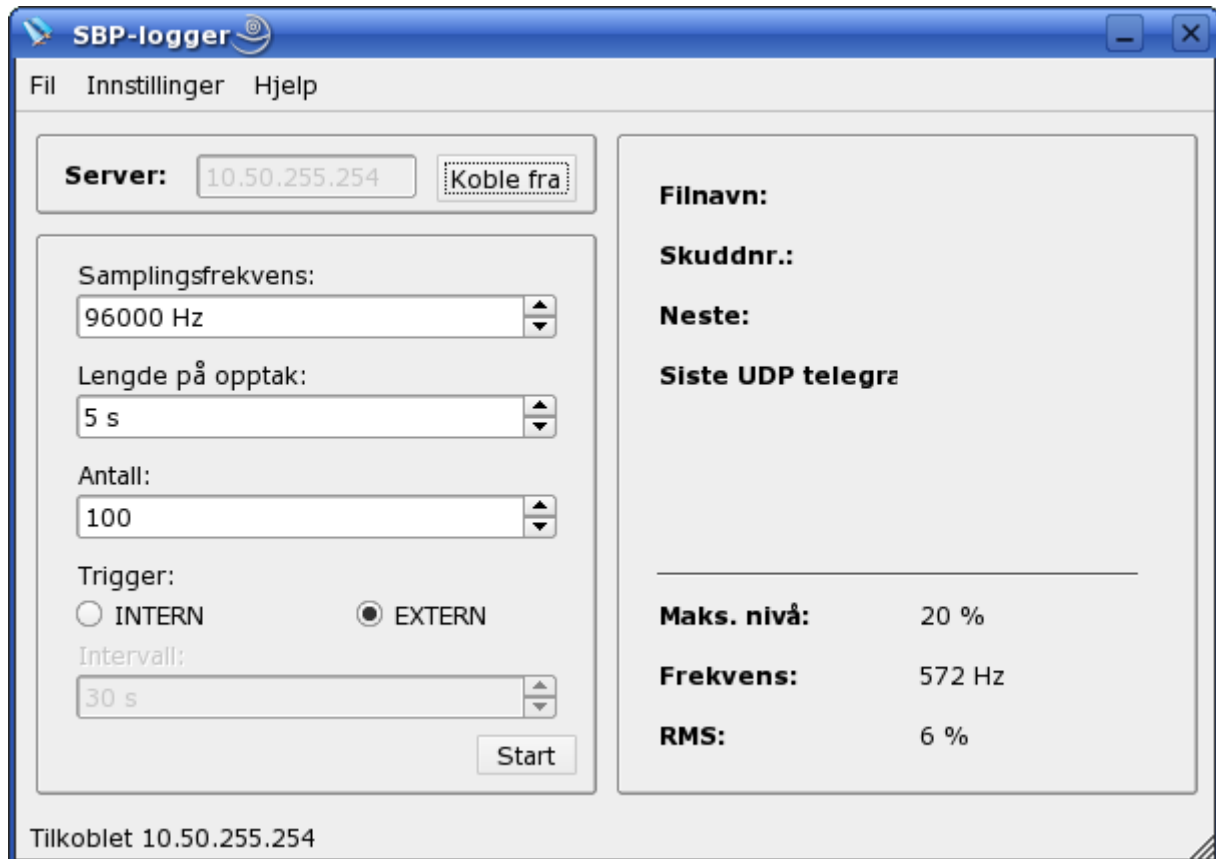 SBP-logger
Fil Innstillinger Hjelp
Server: 10.50.255.254 Koble fra
Samplingsfrekvens:
96000 Hz
Lengde på opptak:
5 s
Antall:
100
Trigger:
INTERN EXTERN
Intervall:
30 s
Start
Filnavn:
Skuddnr.:
Neste:
Siste UDP telegra
Maks. nivå: 20 %
Frekvens: 572 Hz
RMS: 6 %
Tilkoblet 10.50.255.254